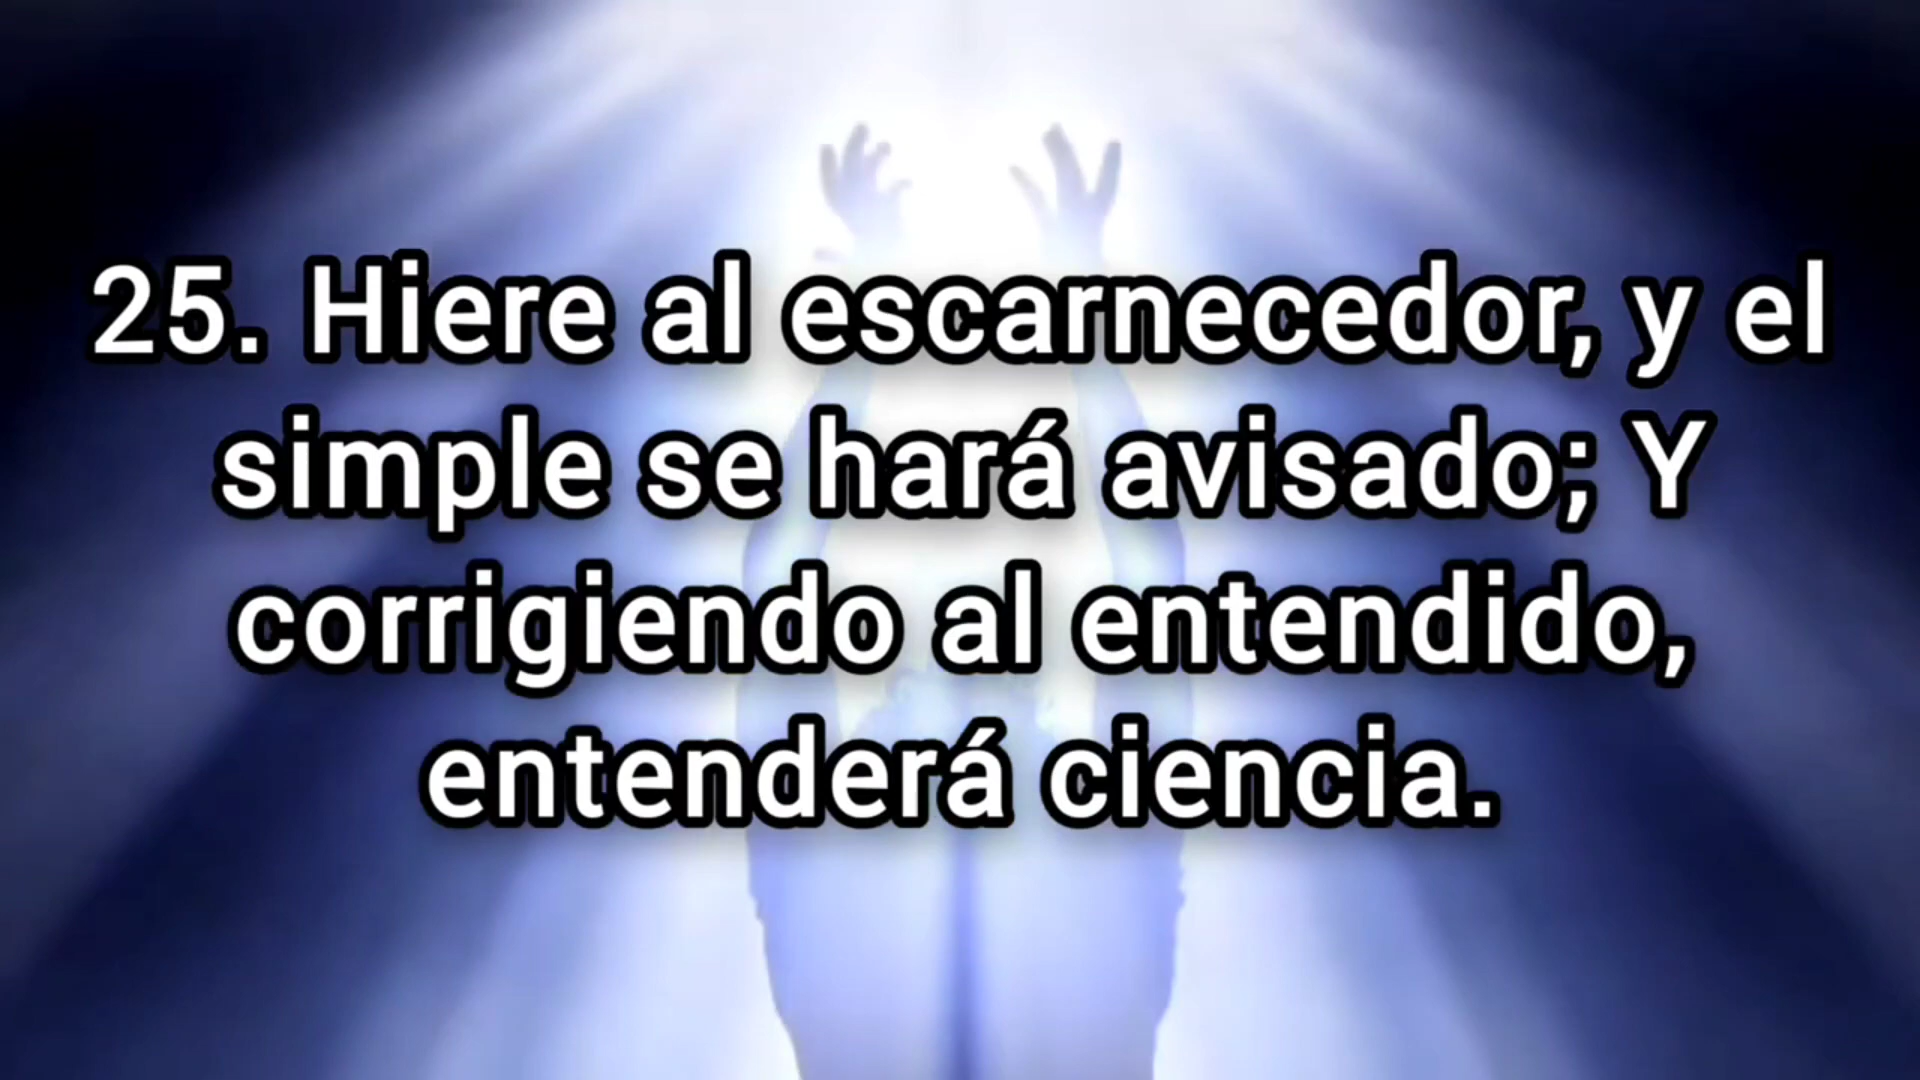 25. Hiere al escarnecedor, y el
simple se hará avisado; Y
corrigiendo al entendido,
entenderá ciencia.